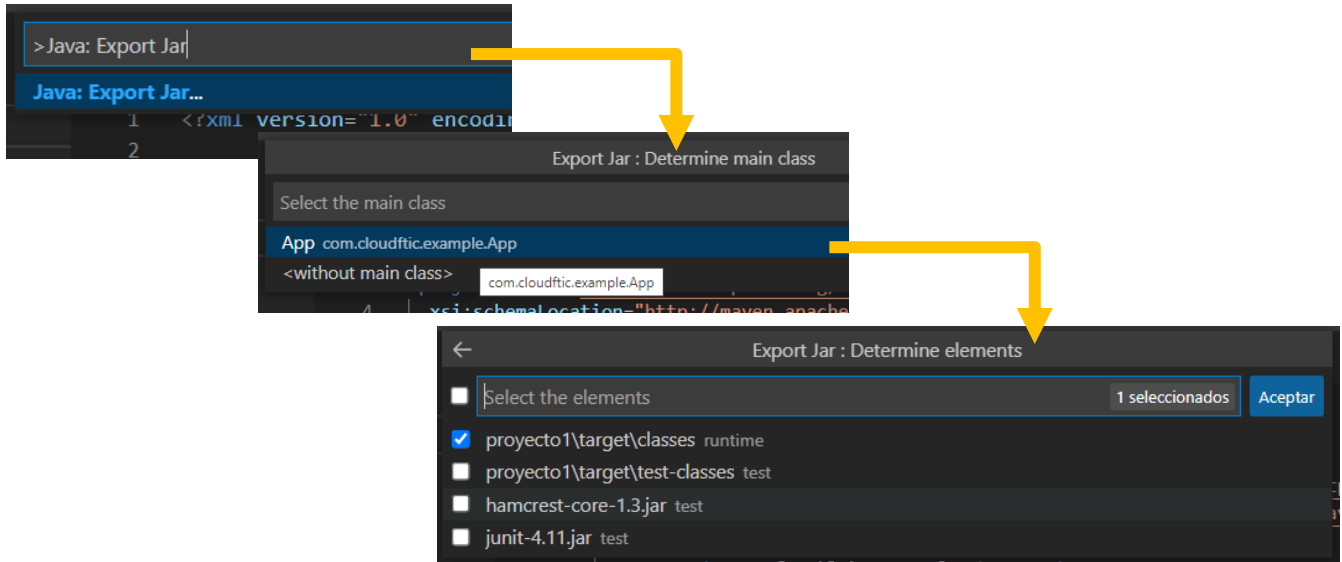 >Java: Export Jar
Java: Export Jar...
1 <?xml version="1.0" encodin
2
Export Jar : Determine main class
Select the main class
App com.cloudftic.example.App
<without main class>
com.cloudftic.example.App
4 xsi:schemaLocation="http://maven.apache
Export Jar : Determine elements
Select the elements 1 seleccionados Aceptar
proyecto1\target\classes runtime
proyecto1\target\test-classes test
hamcrest-core-1.3.jar test
junit-4.11.jar test